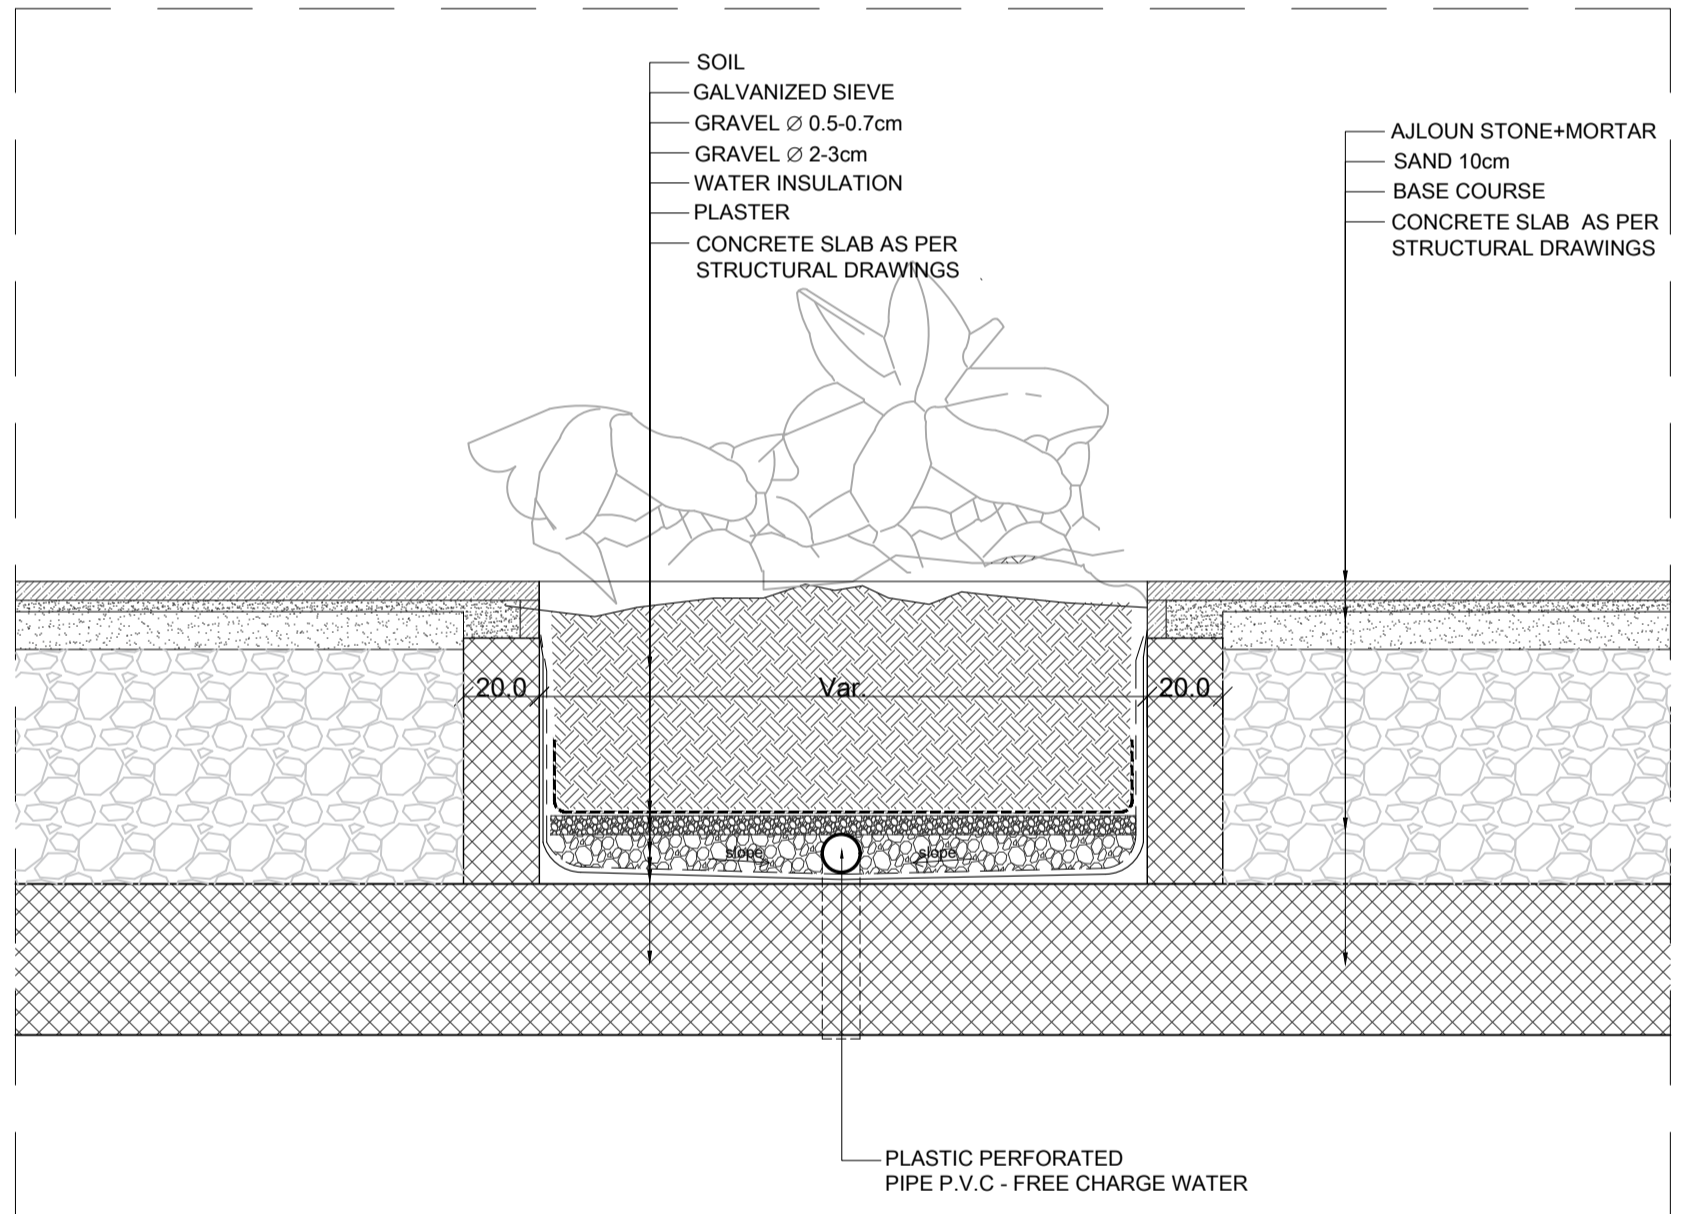 SOIL
GALVANIZED SIEVE
GRAVEL ∅ 0.5-0.7cm
GRAVEL ∅ 2-3cm
WATER INSULATION
PLASTER
CONCRETE SLAB AS PER
STRUCTURAL DRAWINGS
AJLOUN STONE+MORTAR
SAND 10cm
BASE COURSE
CONCRETE SLAB AS PER
STRUCTURAL DRAWINGS
20.0
Var.
20.0
slope
slope
PLASTIC PERFORATED
PIPE P.V.C - FREE CHARGE WATER